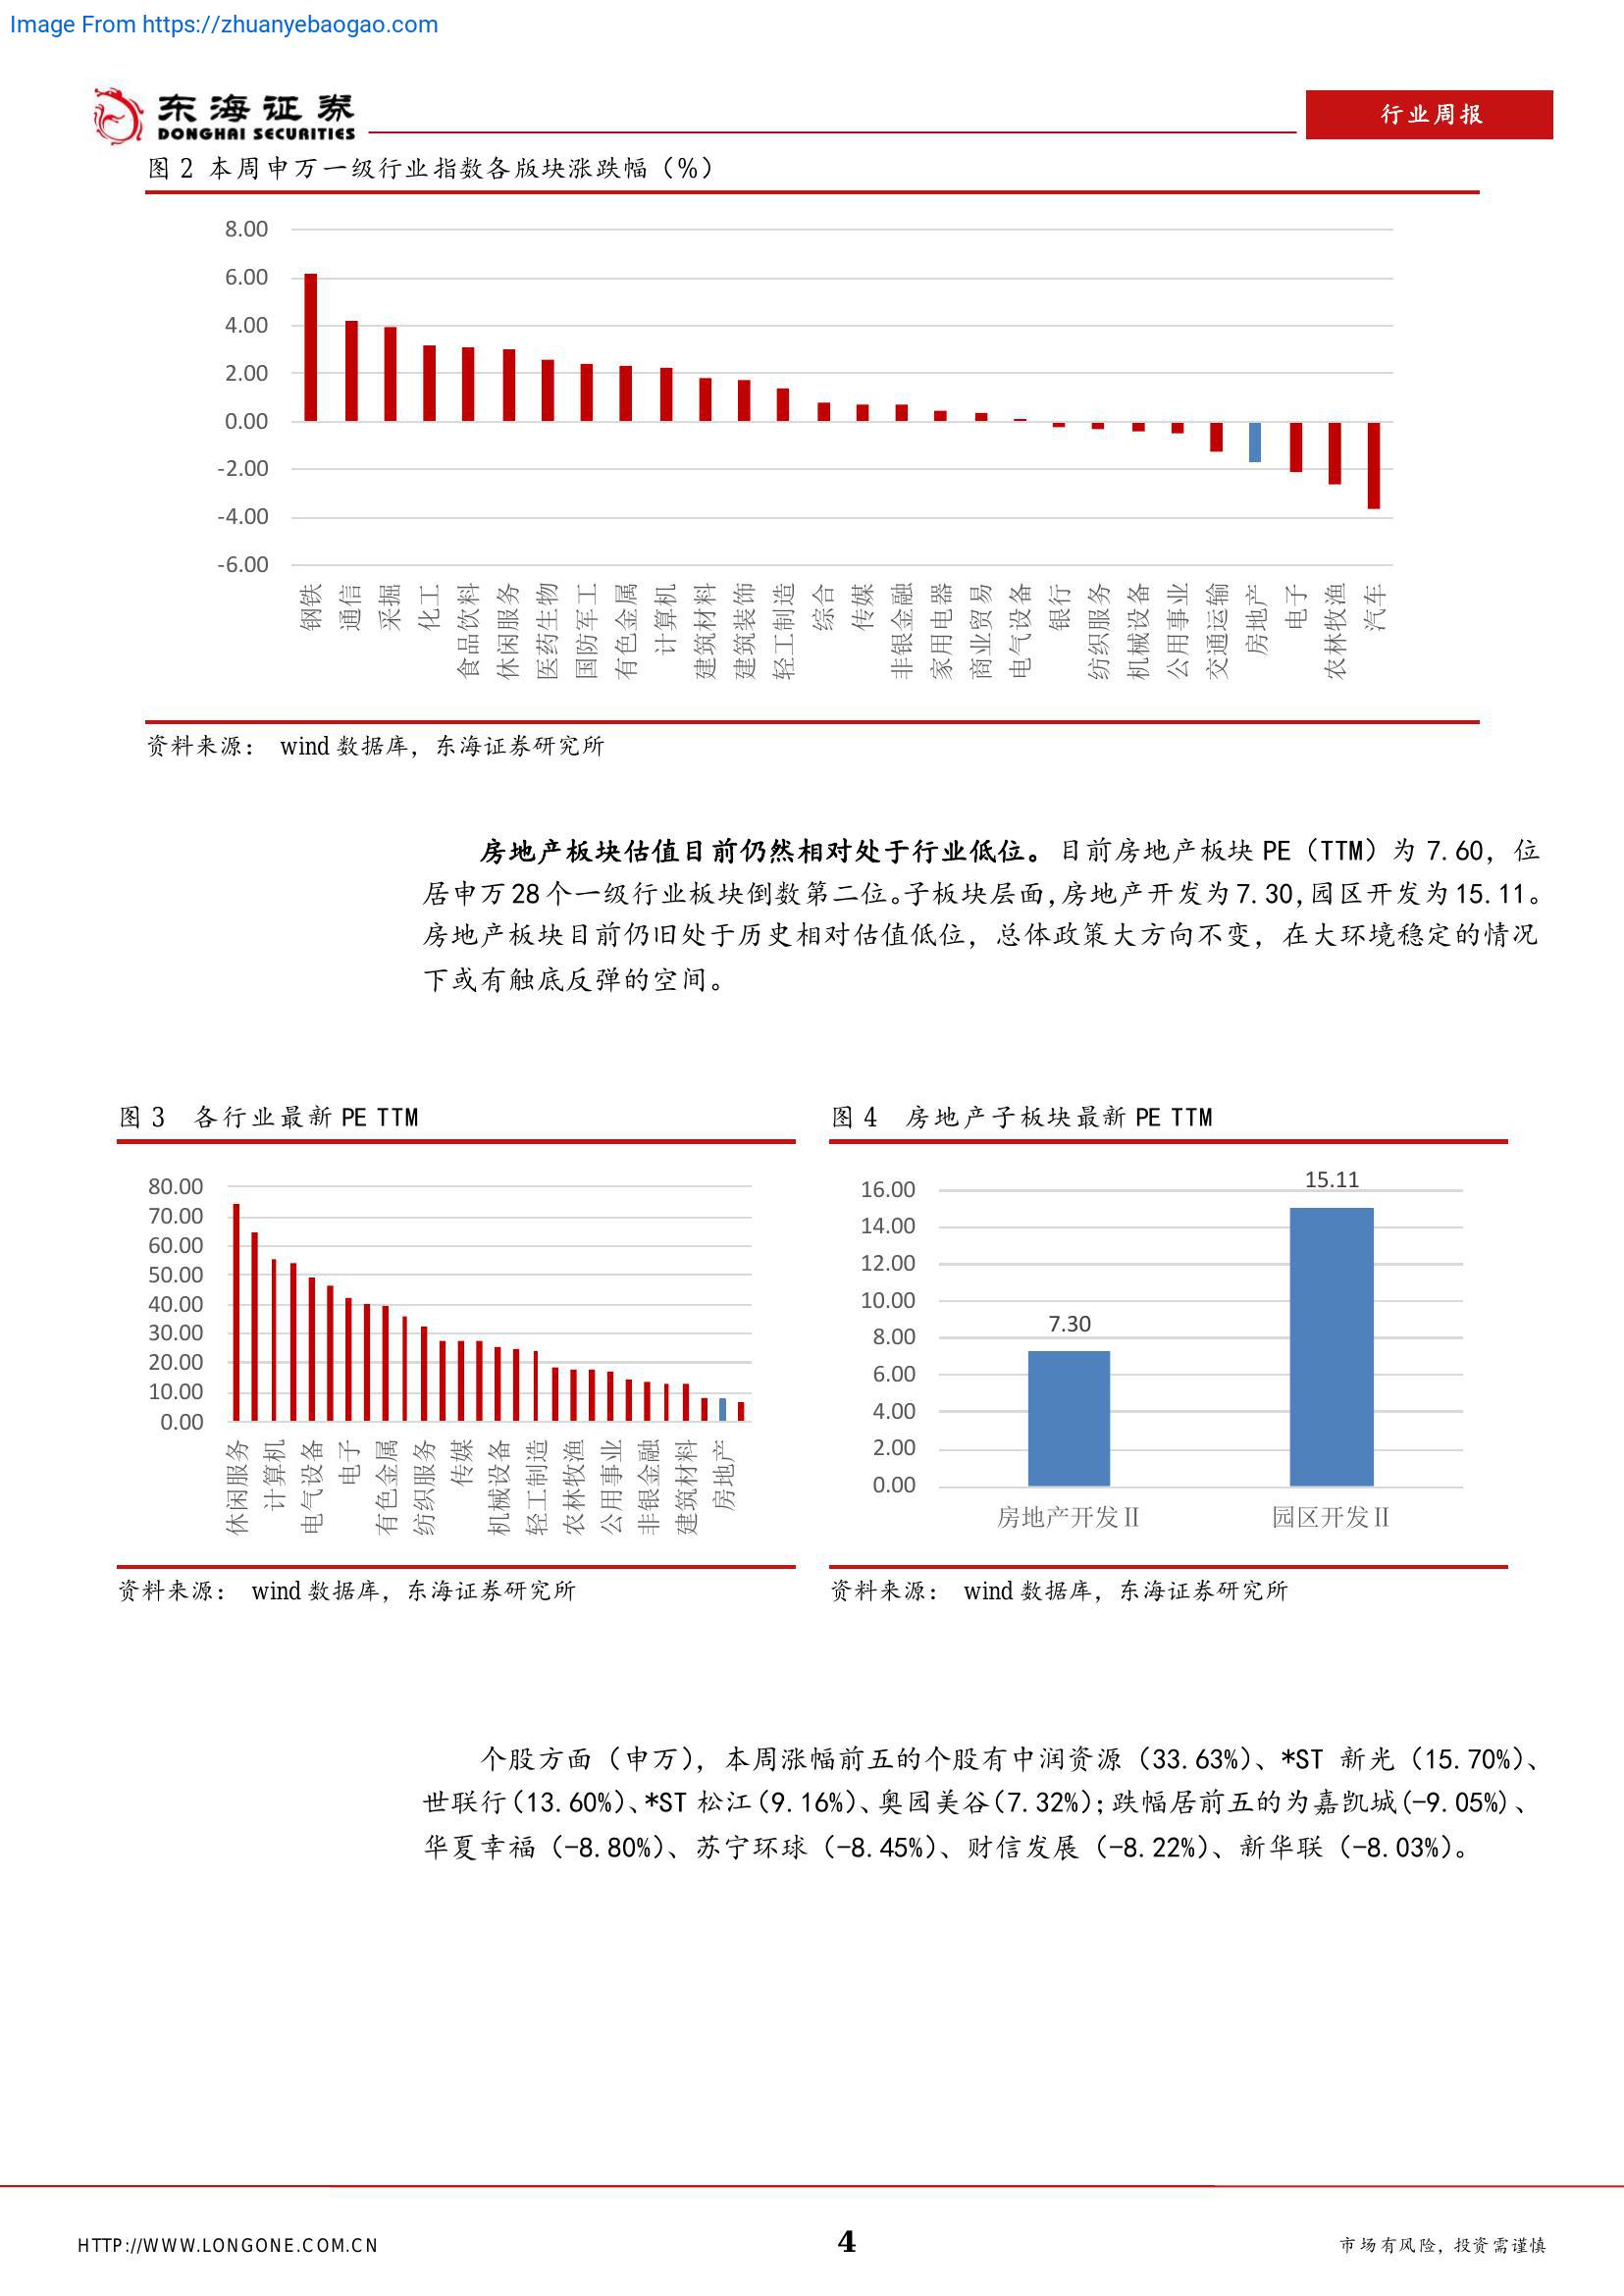 Image From https://zhuanyebaogao.com
东海证券
DONGHAI SECURITIES
行业周报
图 2 本周申万一级行业指数各版块涨跌幅（%）
8.00
6.00
4.00
2.00
0.00
-2.00
-4.00
-6.00
钢铁
通信
采掘
化工
食品饮料
休闲服务
医药生物
国防军工
有色金属
计算机
建筑材料
建筑装饰
轻工制造
综合
传媒
非银金融
家用电器
商业贸易
电气设备
银行
纺织服务
机械设备
公用事业
交通运输
房地产
电子
农林牧渔
汽车
资料来源： wind 数据库，东海证券研究所
房地产板块估值目前仍然相对处于行业低位。目前房地产板块 PE（TTM）为 7.60，位
居申万 28 个一级行业板块倒数第二位。子板块层面，房地产开发为 7.30，园区开发为 15.11。
房地产板块目前仍旧处于历史相对估值低位，总体政策大方向不变，在大环境稳定的情况
下或有触底反弹的空间。
图 3 各行业最新 PE TTM
80.00
70.00
60.00
50.00
40.00
30.00
20.00
10.00
0.00
休闲服务
计算机
电气设备
电子
有色金属
纺织服务
传媒
机械设备
轻工制造
农林牧渔
公用事业
非银金融
建筑材料
房地产
资料来源： wind 数据库，东海证券研究所
图 4 房地产子板块最新 PE TTM
16.00
14.00
12.00
10.00
8.00
6.00
4.00
2.00
0.00
7.30
15.11
房地产开发Ⅱ
园区开发Ⅱ
资料来源： wind 数据库，东海证券研究所
个股方面（申万），本周涨幅前五的个股有中润资源（33.63%）、*ST 新光（15.70%）、
世联行（13.60%）、*ST 松江（9.16%）、奥园美谷（7.32%）；跌幅居前五的为嘉凯城（-9.05%）、
华夏幸福（-8.80%）、苏宁环球（-8.45%）、财信发展（-8.22%）、新华联（-8.03%）。
HTTP://WWW.LONGONE.COM.CN
4
市场有风险，投资需谨慎